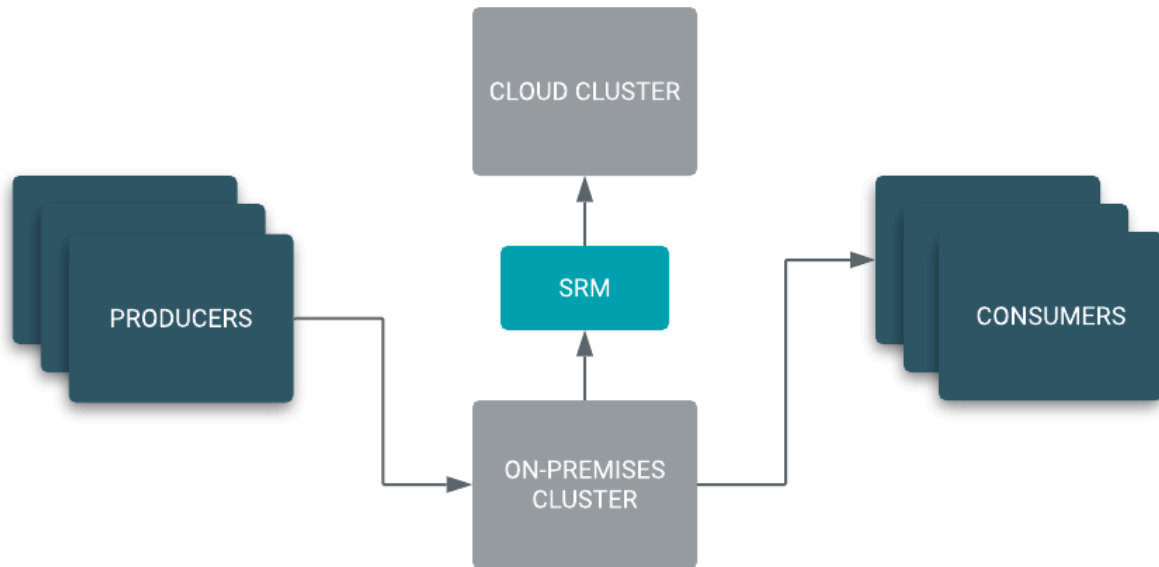 CLOUD CLUSTER
SRM
PRODUCERS
CONSUMERS
ON-PREMISES
CLUSTER